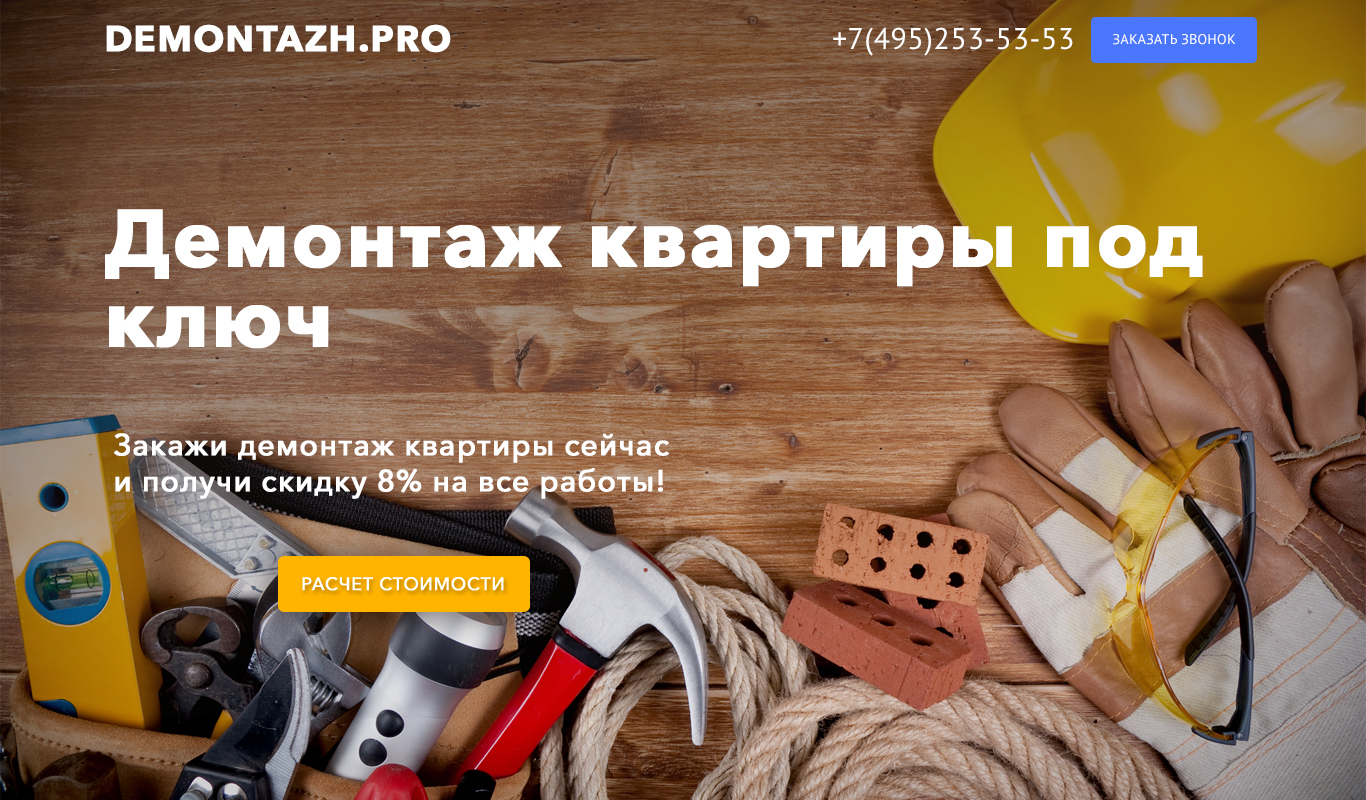 DEMONTAZH.PRO
+7(495)253-53-53
ЗАКАЗАТЬ ЗВОНОК
Демонтаж квартиры под
ключ
Закажи демонтаж квартиры сейчас
и получи скидку 8% на все работы!
РАСЧЕТ СТОИМОСТИ